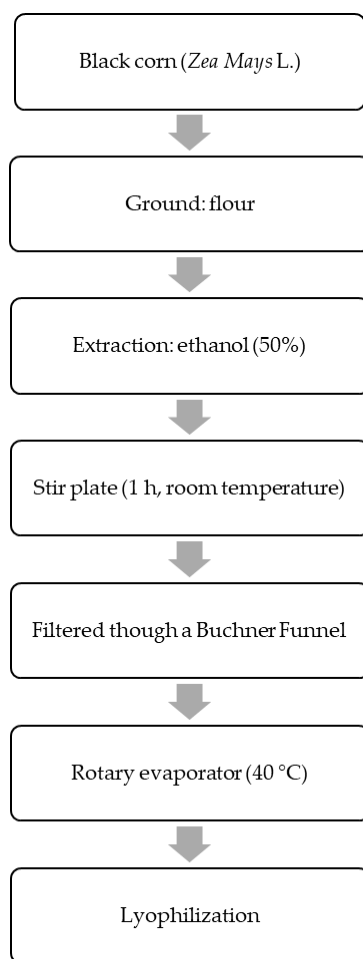 Black corn (Zea Mays L.)
Ground: flour
Extraction: ethanol (50%)
Stir plate (1 h, room temperature)
Filtered though a Buchner Funnel
Rotary evaporator (40 °C)
Lyophilization